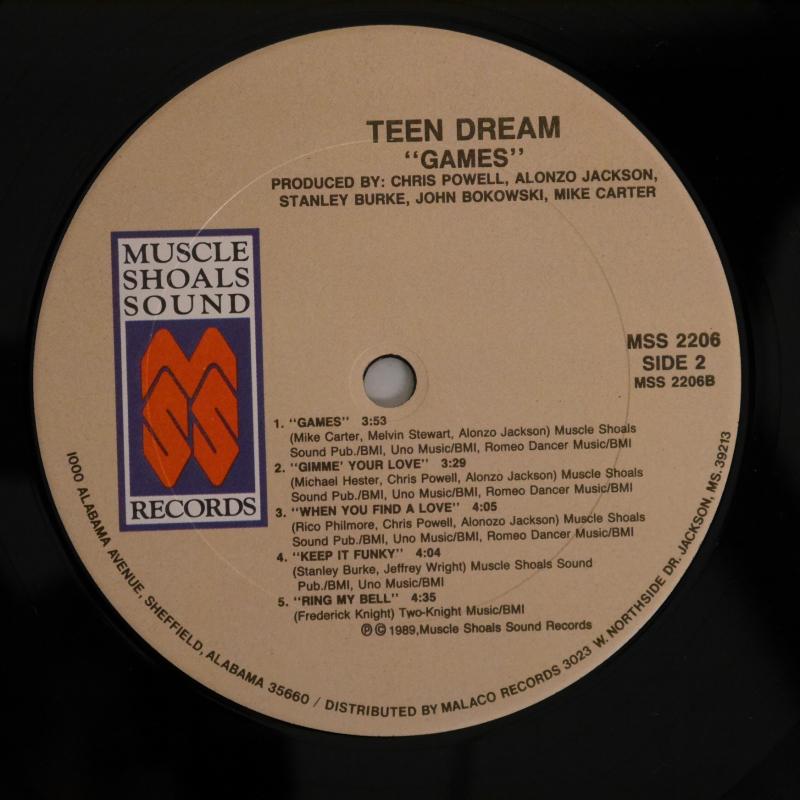 TEEN DREAM
"GAMES"
PRODUCED BY: CHRIS POWELL, ALONZO JACKSON,
STANLEY BURKE, JOHN BOKOWSKI, MIKE CARTER
MUSCLE
SHOALS
SOUND
MSS
RECORDS
MSS 2206
SIDE 2
MSS 2206B
1. "GAMES" 3:53
(Mike Carter, Melvin Stewart, Alonzo Jackson) Muscle Shoals
Sound Pub./BMI, Uno Music/BMI, Romeo Dancer Music/BMI
2. "GIMME' YOUR LOVE" 3:29
(Michael Hester, Chris Powell, Alonzo Jackson) Muscle Shoals
Sound Pub./BMI, Uno Music/BMI, Romeo Dancer Music/BMI
3. "WHEN YOU FIND A LOVE" 4:05
(Rico Philmore, Chris Powell, Alonozo Jackson) Muscle Shoals
Sound Pub./BMI, Uno Music/BMI, Romeo Dancer Music/BMI
4. "KEEP IT FUNKY" 4:04
(Stanley Burke, Jeffrey Wright) Muscle Shoals Sound
Pub./BMI, Uno Music/BMI
5. "RING MY BELL" 4:35
(Frederick Knight) Two-Knight Music/BMI
℗ © 1989, Muscle Shoals Sound Records
1000 ALABAMA AVENUE, SHEFFIELD, ALABAMA 35660 / DISTRIBUTED BY MALACO RECORDS 3023 W. NORTHSIDE DR. JACKSON, MS. 39213